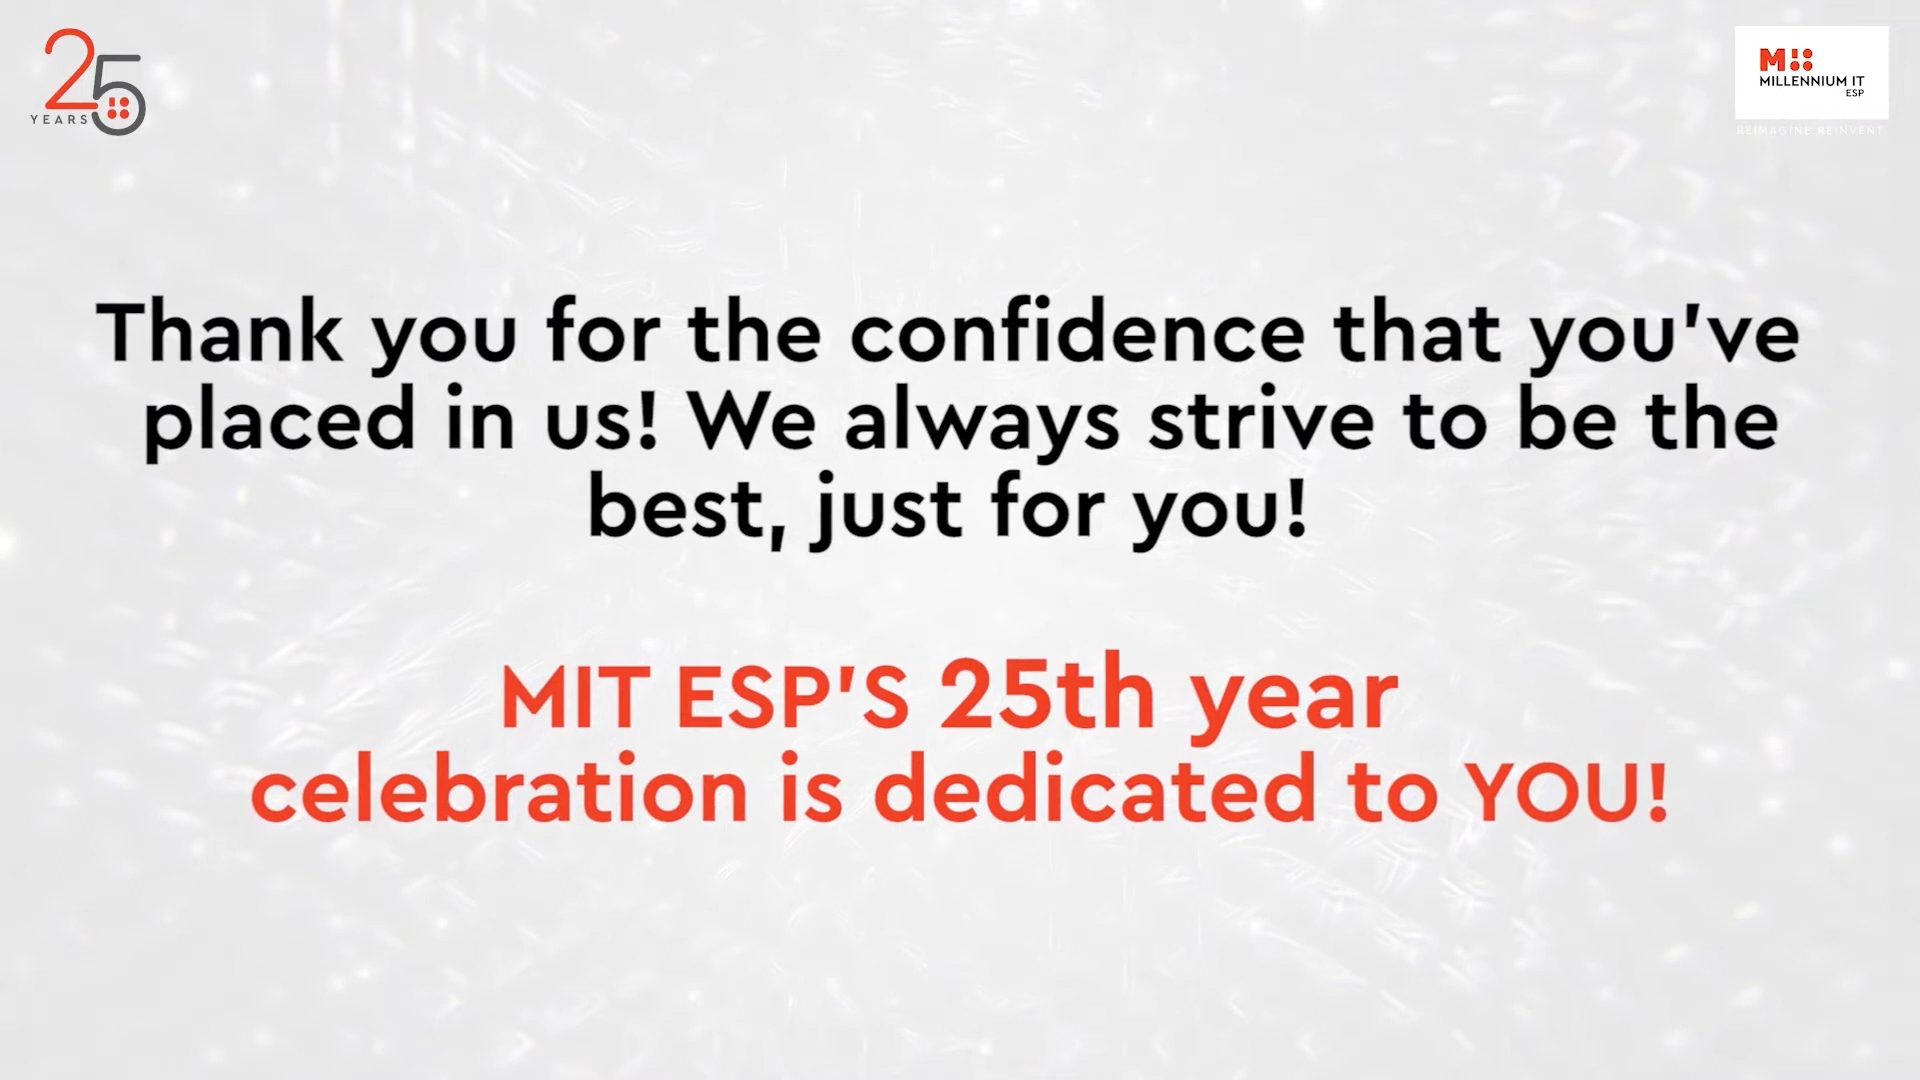 25
YEARS
MILLENNIUM IT
ESP
REIMAGINE.REINVENT.
Thank you for the confidence that you've
placed in us! We always strive to be the
best, just for you!
MIT ESP'S 25th year
celebration is dedicated to YOU!